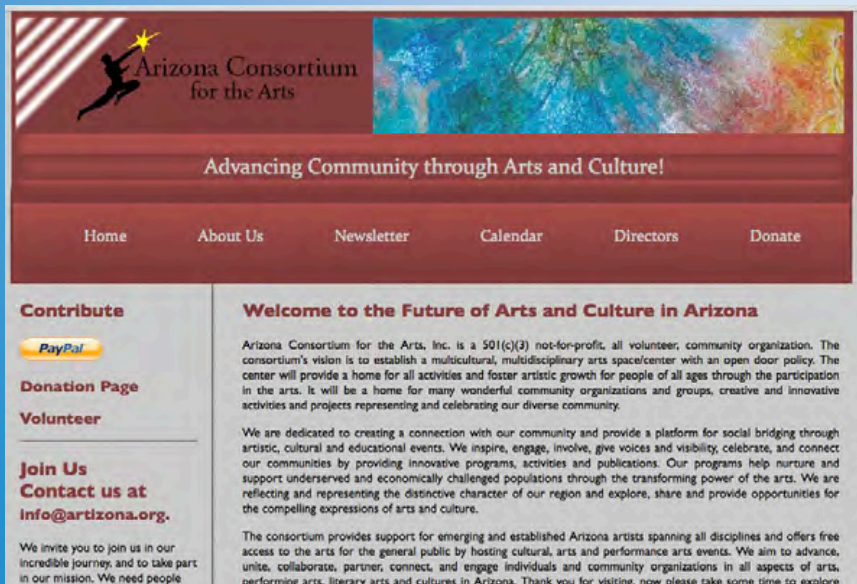 Arizona Consortium
for the Arts
Advancing Community through Arts and Culture!
Home About Us Newsletter Calendar Directors Donate
Contribute
PayPal
Donation Page
Volunteer
Join Us
Contact us at
info@artizona.org.
We invite you to join us in our
incredible journey, and to take part
in our mission. We need people
Welcome to the Future of Arts and Culture in Arizona
Arizona Consortium for the Arts, Inc. is a 501(c)(3) not-for-profit, all volunteer, community organization. The
consortium's vision is to establish a multicultural, multidisciplinary arts space/center with an open door policy. The
center will provide a home for all activities and foster artistic growth for people of all ages through the participation
in the arts. It will be a home for many wonderful community organizations and groups, creative and innovative
activities and projects representing and celebrating our diverse community.
We are dedicated to creating a connection with our community and provide a platform for social bridging through
artistic, cultural and educational events. We inspire, engage, involve, give voices and visibility, celebrate, and connect
our communities by providing innovative programs, activities and publications. Our programs help nurture and
support underserved and economically challenged populations through the transforming power of the arts. We are
reflecting and representing the distinctive character of our region and explore, share and provide opportunities for
the compelling expressions of arts and culture.
The consortium provides support for emerging and established Arizona artists spanning all disciplines and offers free
access to the arts for the general public by hosting cultural, arts and performance arts events. We aim to advance,
unite, collaborate, partner, connect, and engage individuals and community organizations in all aspects of arts,
performing arts, literary arts and cultures in Arizona. Thank you for visiting, now please take some time to explore